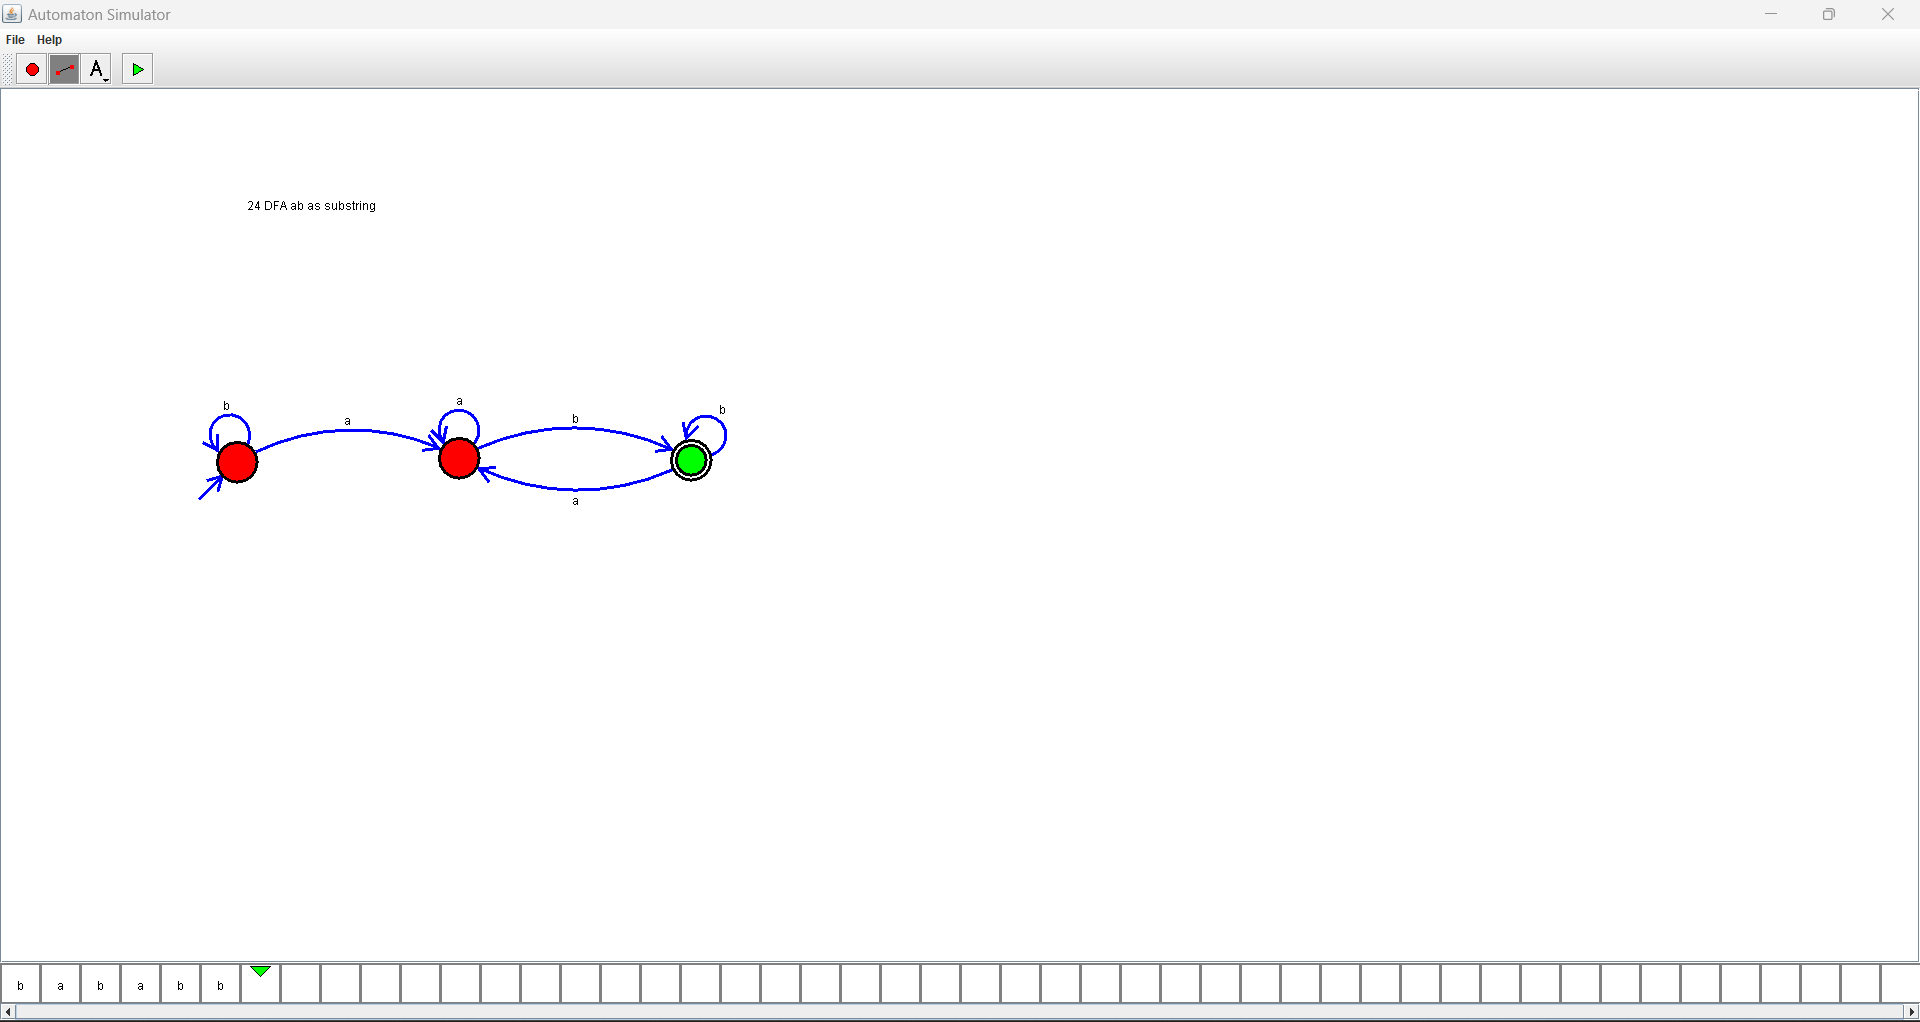 Automaton Simulator
File Help
A
24 DFA ab as substring
b
a
a
b
b
a
b a b a b b